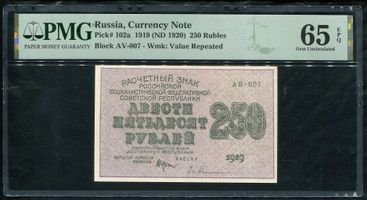 PMG
PAPER MONEY GUARANTY
Russia, Currency Note
Pick# 102a 1919 (ND 1920) 250 Rubles
Block AV-007 - Wmk: Value Repeated
65 EPQ
Gem Uncirculated
РАСЧЕТНЫЙ ЗНАК
РОССИЙСКОЙ
СОЦИАЛИСТИЧЕСКОЙ ФЕДЕРАТИВНОЙ
СОВЕТСКОЙ РЕСПУБЛИКИ
АВ-007
ДВЕСТИ
ПЯТЬДЕСЯТ
РУБЛЕЙ
250
1919